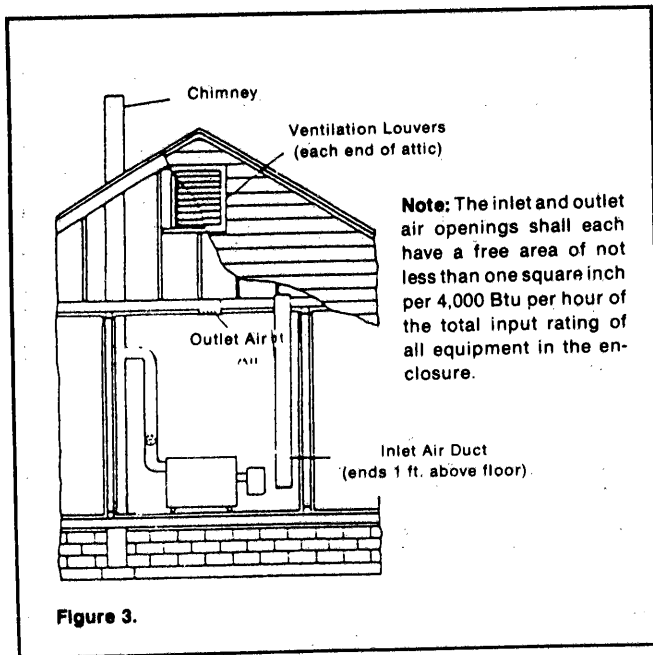 Chimney
Ventilation Louvers
(each end of attic)
Note: The inlet and outlet
air openings shall each
have a free area of not
less than one square inch
per 4,000 Btu per hour of
the total input rating of
all equipment in the en-
closure.
Outlet Air
Inlet Air Duct
(ends 1 ft. above floor)
Figure 3.